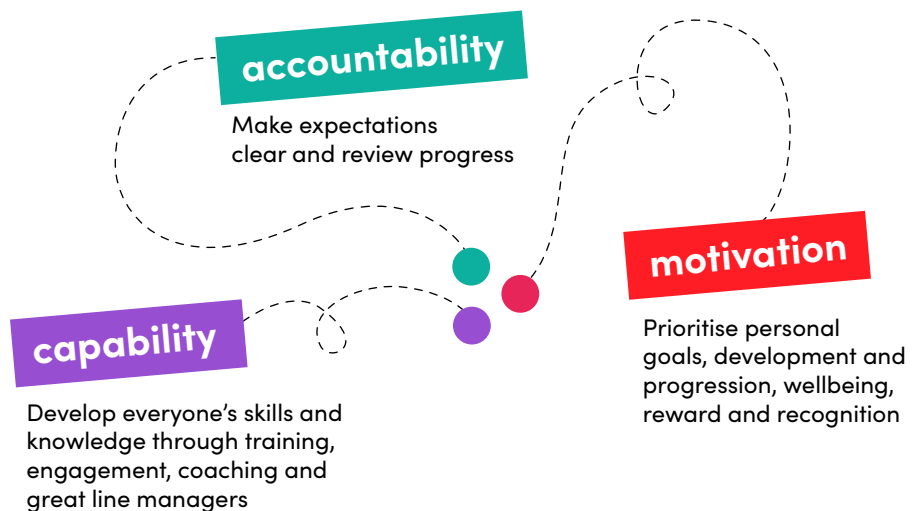 accountability
Make expectations
clear and review progress
motivation
Prioritise personal
goals, development and
progression, wellbeing,
reward and recognition
capability
Develop everyone’s skills and
knowledge through training,
engagement, coaching and
great line managers